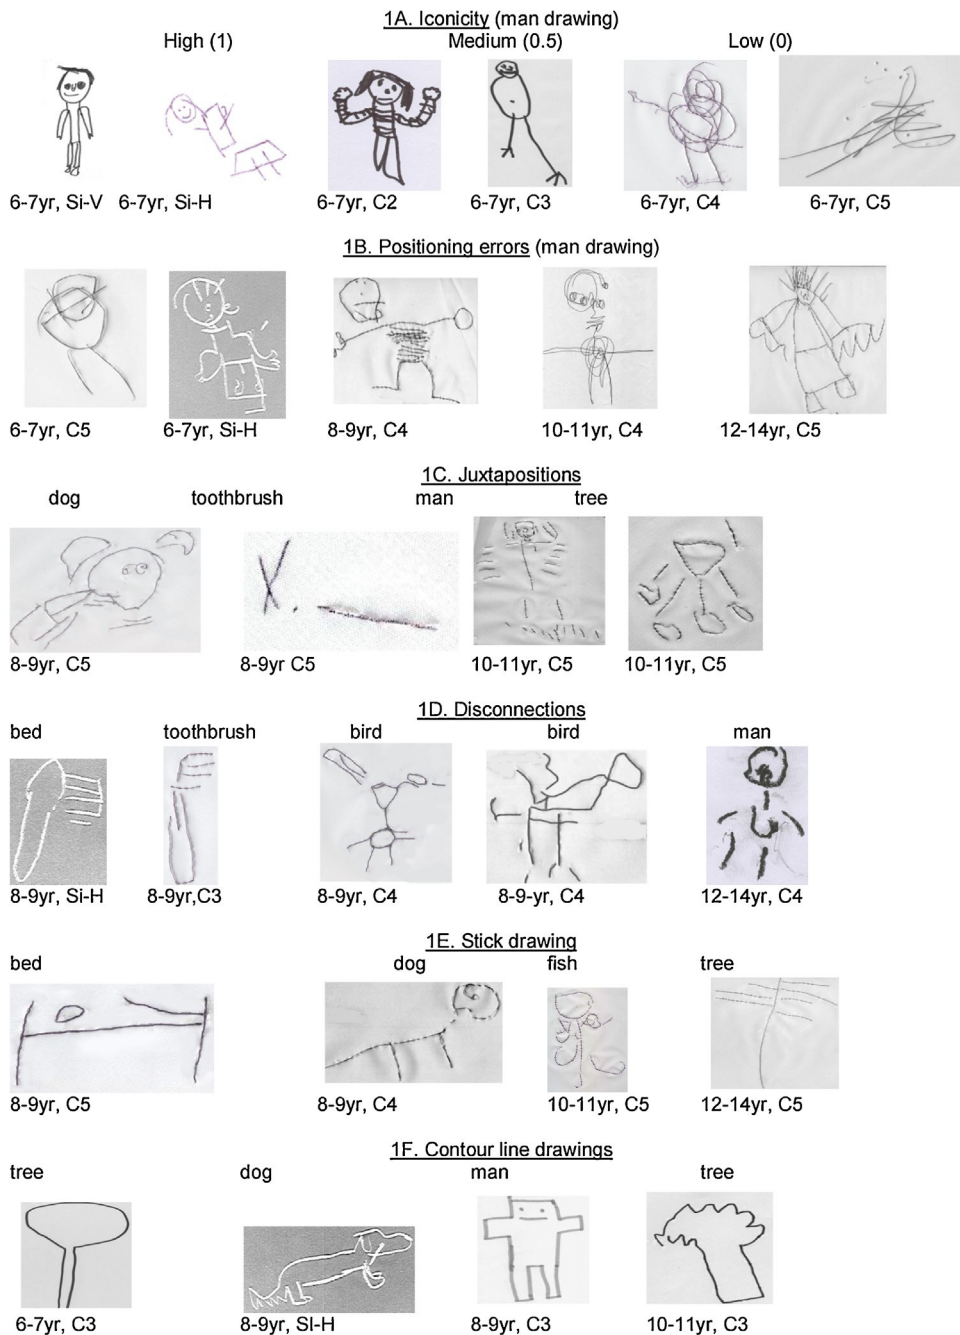 1A. Iconicity (man drawing)
High (1) Medium (0.5) Low (0)
6-7yr, Si-V 6-7yr, Si-H 6-7yr, C2 6-7yr, C3 6-7yr, C4 6-7yr, C5
1B. Positioning errors (man drawing)
6-7yr, C5 6-7yr, Si-H 8-9yr, C4 10-11yr, C4 12-14yr, C5
1C. Juxtapositions
dog toothbrush man tree
8-9yr, C5 8-9yr C5 10-11yr, C5 10-11yr, C5
1D. Disconnections
bed toothbrush bird bird man
8-9yr, Si-H 8-9yr,C3 8-9yr, C4 8-9-yr, C4 12-14yr, C4
1E. Stick drawing
bed dog fish tree
8-9yr, C5 8-9yr, C4 10-11yr, C5 12-14yr, C5
1F. Contour line drawings
tree dog man tree
6-7yr, C3 8-9yr, SI-H 8-9yr, C3 10-11yr, C3